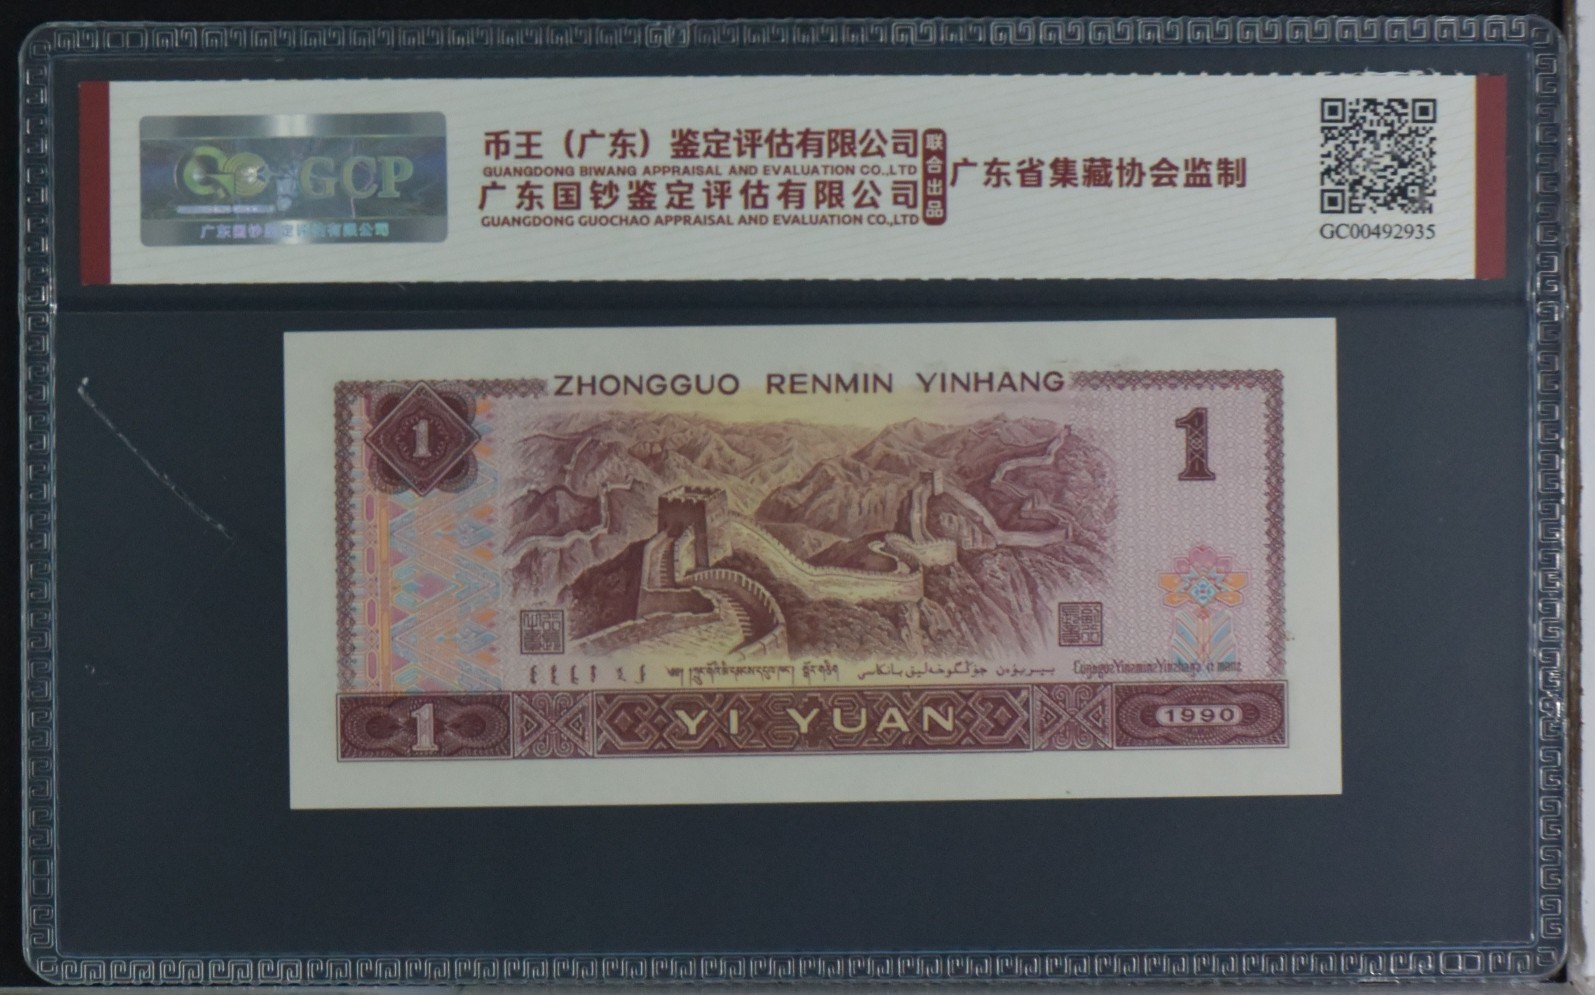 GCP
广东国钞鉴定评估有限公司
币王（广东）鉴定评估有限公司
GUANGDONG BIWANG APPRAISAL AND EVALUATION CO.,LTD
广东国钞鉴定评估有限公司
GUANGDONG GUOCHAO APPRAISAL AND EVALUATION CO.,LTD
联合出品
广东省集藏协会监制
GC00492935
ZHONGGUO RENMIN YINHANG
1
1
1
YI YUAN
1990